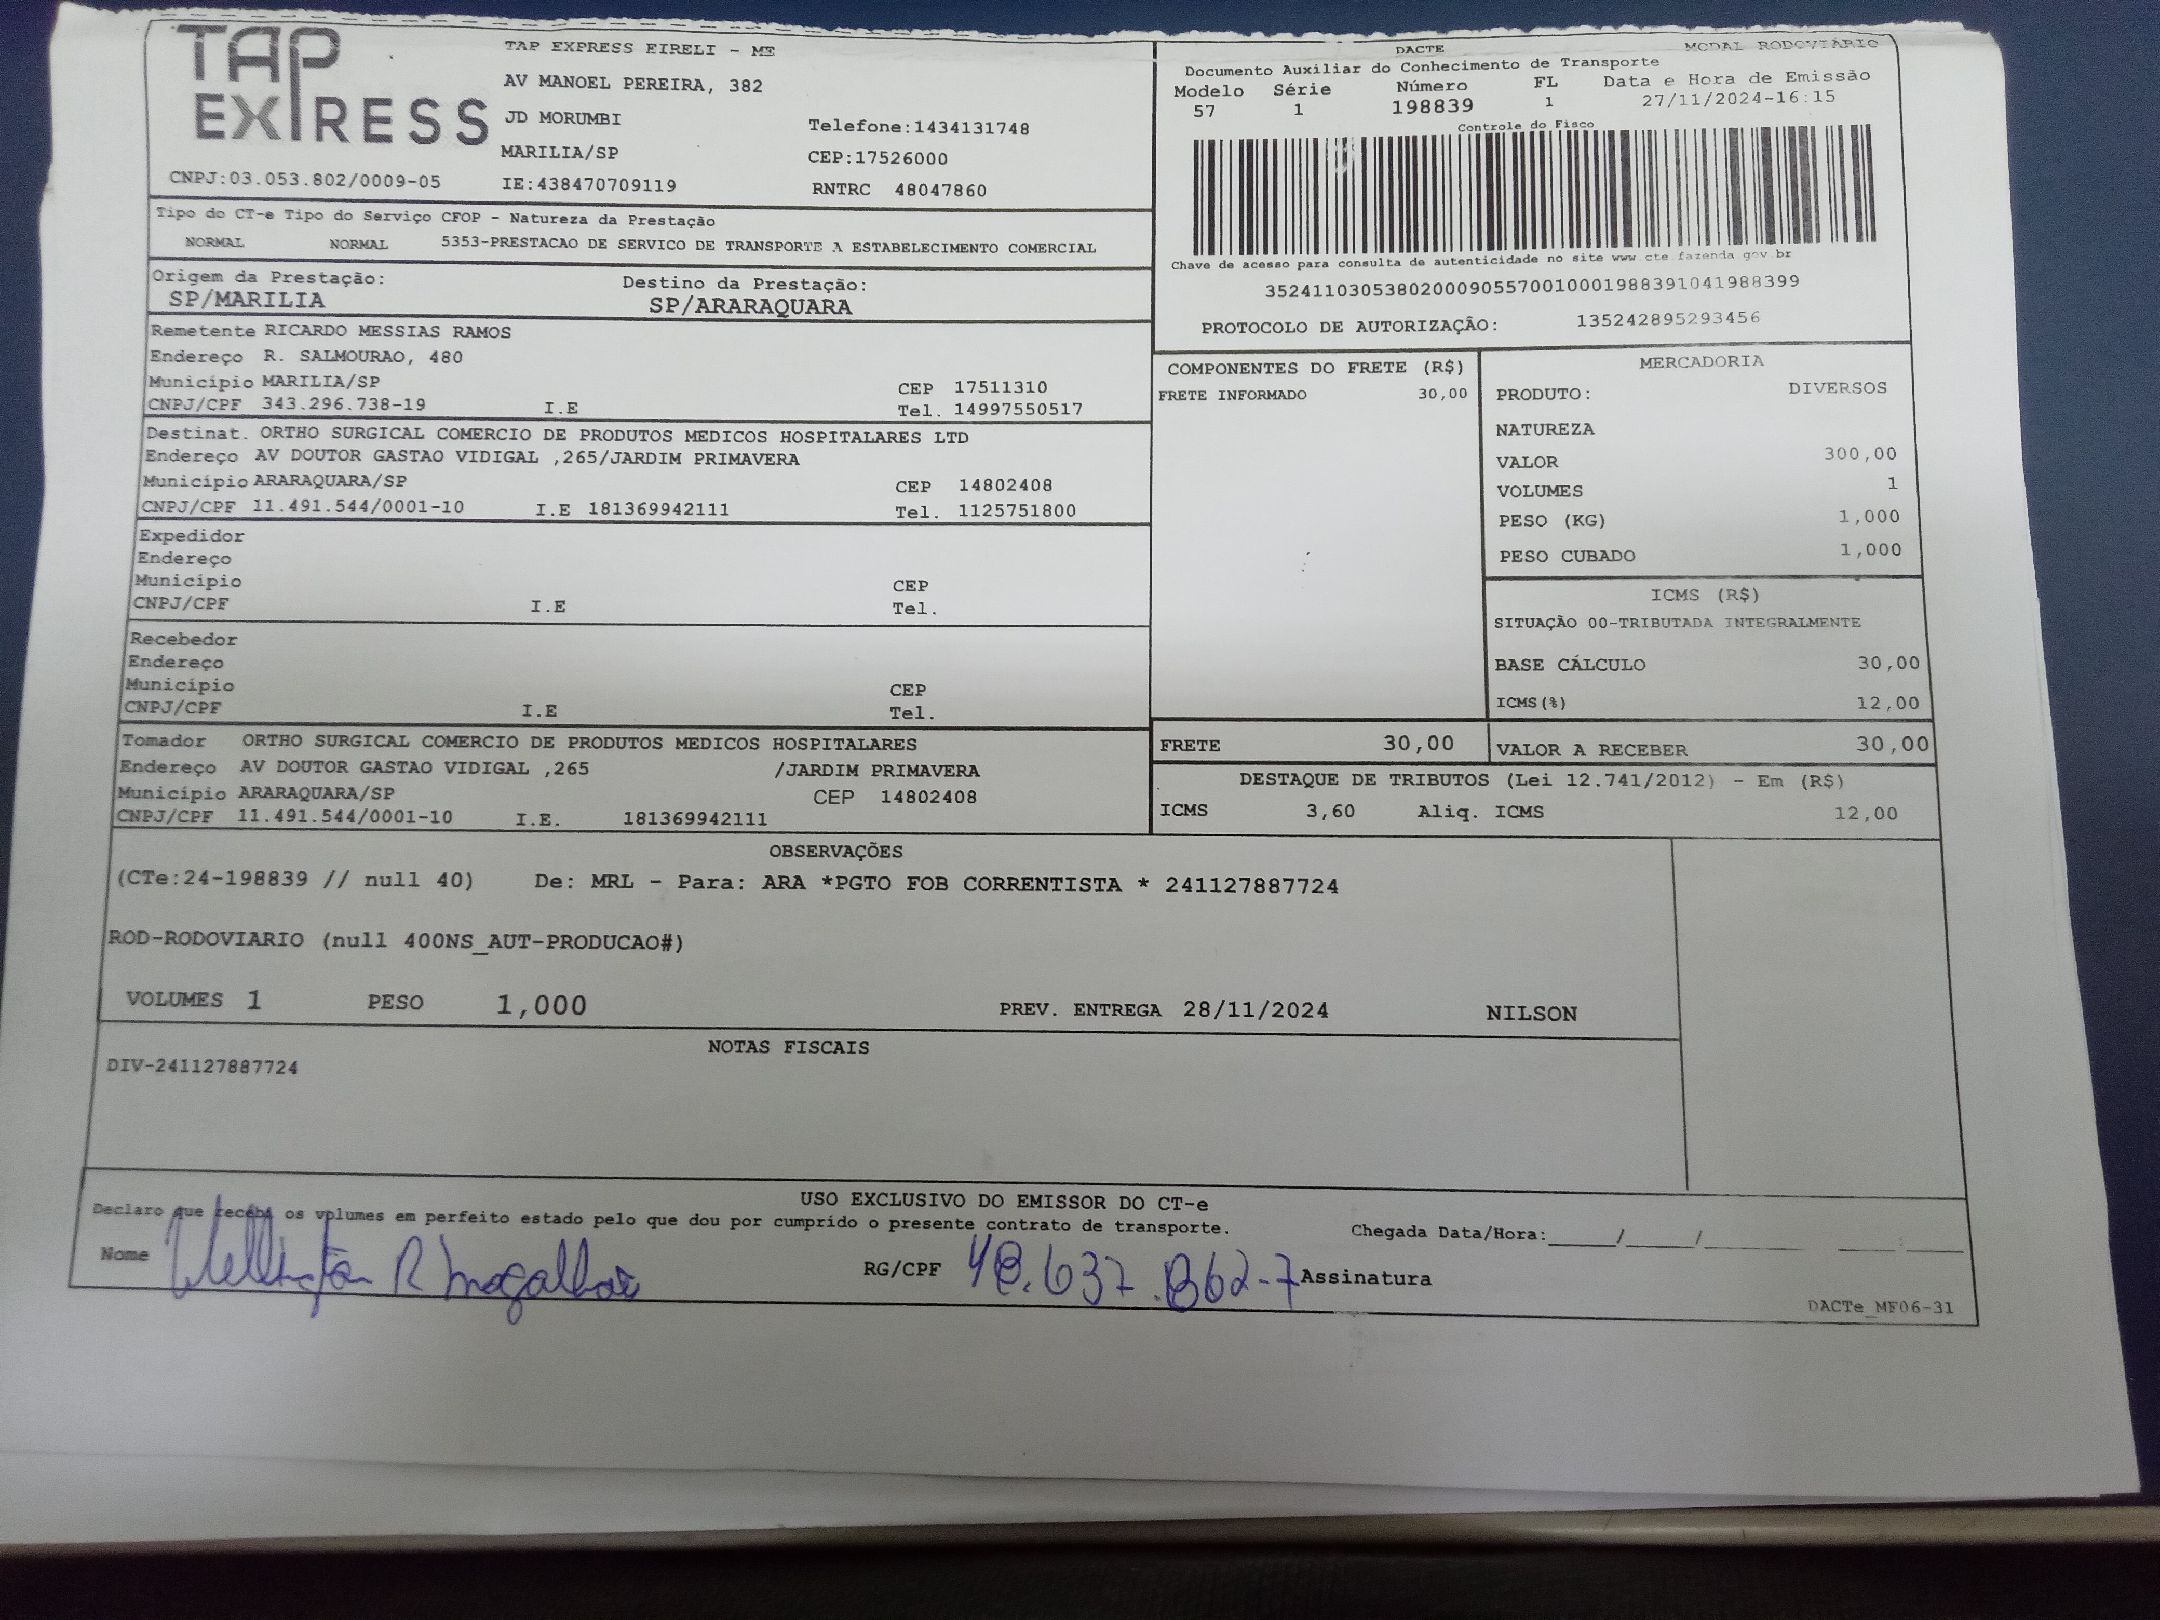 TAP EXPRESS
TAP EXPRESS EIRELI - ME
AV MANOEL PEREIRA, 382
JD MORUMBI
Telefone:1434131748
MARILIA/SP
CEP:17526000
CNPJ:03.053.802/0009-05
IE:438470709119
RNTRC 48047860
DACTE
MODAL RODOVIÁRIO
Documento Auxiliar do Conhecimento de Transporte
Modelo Série Número FL Data e Hora de Emissão
57 1 198839 1 27/11/2024-16:15
Controle do Fisco
Chave de acesso para consulta de autenticidade no site www.cte.fazenda.gov.br
35241103053802000905570010001988391041988399
PROTOCOLO DE AUTORIZAÇÃO: 135242895293456
Tipo do CT-e Tipo do Serviço CFOP - Natureza da Prestação
NORMAL NORMAL 5353-PRESTACAO DE SERVICO DE TRANSPORTE A ESTABELECIMENTO COMERCIAL
Origem da Prestação: Destino da Prestação:
SP/MARILIA SP/ARARAQUARA
Remetente RICARDO MESSIAS RAMOS
Endereço R. SALMOURAO, 480
Município MARILIA/SP CEP 17511310
CNPJ/CPF 343.296.738-19 I.E Tel. 14997550517
Destinat. ORTHO SURGICAL COMERCIO DE PRODUTOS MEDICOS HOSPITALARES LTD
Endereço AV DOUTOR GASTAO VIDIGAL ,265/JARDIM PRIMAVERA
Município ARARAQUARA/SP CEP 14802408
CNPJ/CPF 11.491.544/0001-10 I.E 181369942111 Tel. 1125751800
Expedidor
Endereço
Município CEP
CNPJ/CPF I.E Tel.
Recebedor
Endereço
Município CEP
CNPJ/CPF I.E Tel.
Tomador ORTHO SURGICAL COMERCIO DE PRODUTOS MEDICOS HOSPITALARES
Endereço AV DOUTOR GASTAO VIDIGAL ,265 /JARDIM PRIMAVERA
Município ARARAQUARA/SP CEP 14802408
CNPJ/CPF 11.491.544/0001-10 I.E. 181369942111
COMPONENTES DO FRETE (R$)
FRETE INFORMADO 30,00
MERCADORIA
PRODUTO: DIVERSOS
NATUREZA
VALOR 300,00
VOLUMES 1
PESO (KG) 1,000
PESO CUBADO 1,000
ICMS (R$)
SITUAÇÃO 00-TRIBUTADA INTEGRALMENTE
BASE CÁLCULO 30,00
ICMS(%) 12,00
FRETE 30,00 VALOR A RECEBER 30,00
DESTAQUE DE TRIBUTOS (Lei 12.741/2012) - Em (R$)
ICMS 3,60 Aliq. ICMS 12,00
OBSERVAÇÕES
(CTe:24-198839 // null 40) De: MRL - Para: ARA *PGTO FOB CORRENTISTA * 241127887724
ROD-RODOVIARIO (null 400NS_AUT-PRODUCAO#)
VOLUMES 1 PESO 1,000 PREV. ENTREGA 28/11/2024 NILSON
NOTAS FISCAIS
DIV-241127887724
USO EXCLUSIVO DO EMISSOR DO CT-e
Declaro que recebi os volumes em perfeito estado pelo que dou por cumprido o presente contrato de transporte. Chegada Data/Hora:____/____/______ ____:____
Nome Wellington R Magalhães RG/CPF 48.637.862-7 Assinatura
DACTe_MF06-31